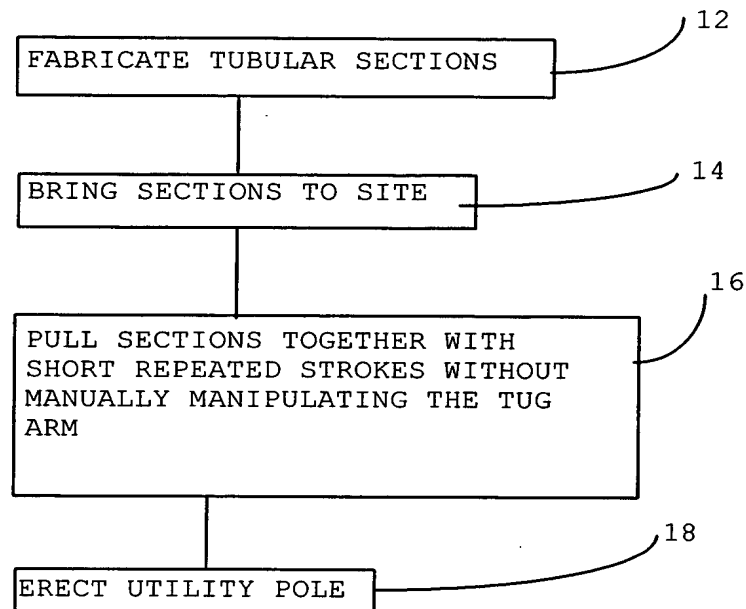 12
FABRICATE TUBULAR SECTIONS
14
BRING SECTIONS TO SITE
16
PULL SECTIONS TOGETHER WITH
SHORT REPEATED STROKES WITHOUT
MANUALLY MANIPULATING THE TUG
ARM
18
ERECT UTILITY POLE